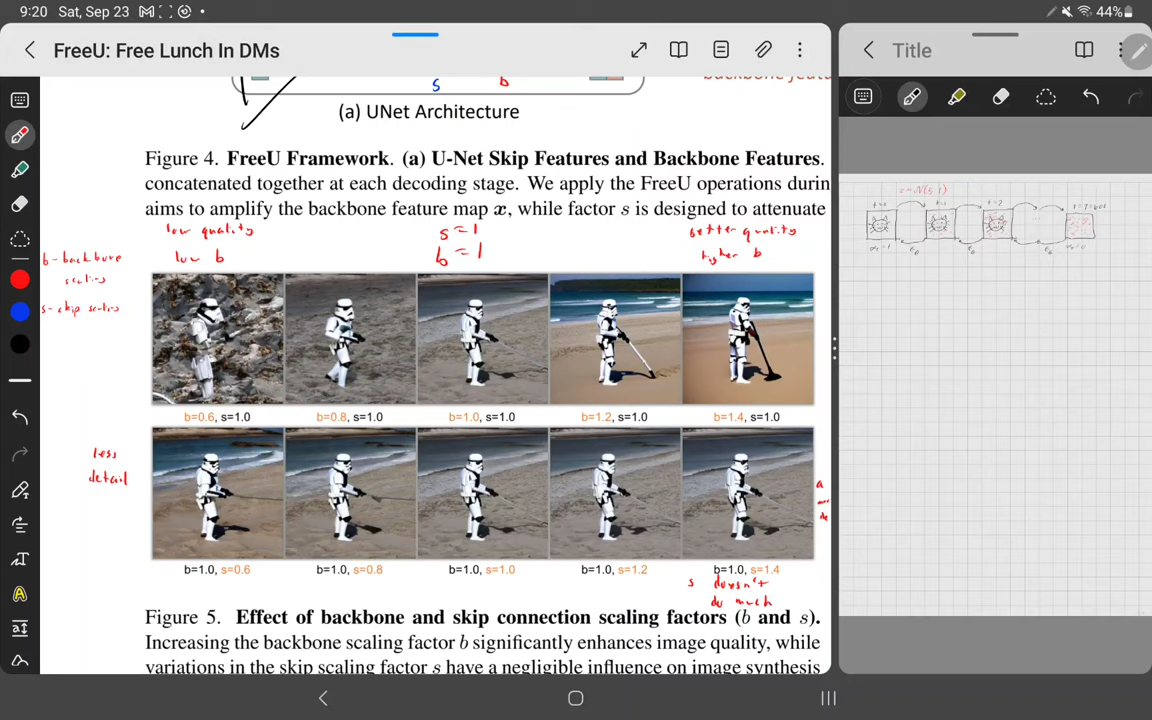 9:20 Sat, Sep 23
44%
FreeU: Free Lunch In DMs
Title
s
b
(a) UNet Architecture
Figure 4. FreeU Framework. (a) U-Net Skip Features and Backbone Features.
concatenated together at each decoding stage. We apply the FreeU operations durin
aims to amplify the backbone feature map x, while factor s is designed to attenuate
low quality
low b
s=1
b=1
better quality
higher b
b-backbone
scaling
s-skip scaling
b=0.6, s=1.0
b=0.8, s=1.0
b=1.0, s=1.0
b=1.2, s=1.0
b=1.4, s=1.0
less
detail
b=1.0, s=0.6
b=1.0, s=0.8
b=1.0, s=1.0
b=1.0, s=1.2
b=1.0, s=1.4
s doesn't
do much
Figure 5. Effect of backbone and skip connection scaling factors (b and s).
Increasing the backbone scaling factor b significantly enhances image quality, while
variations in the skip scaling factor s have a negligible influence on image synthesis